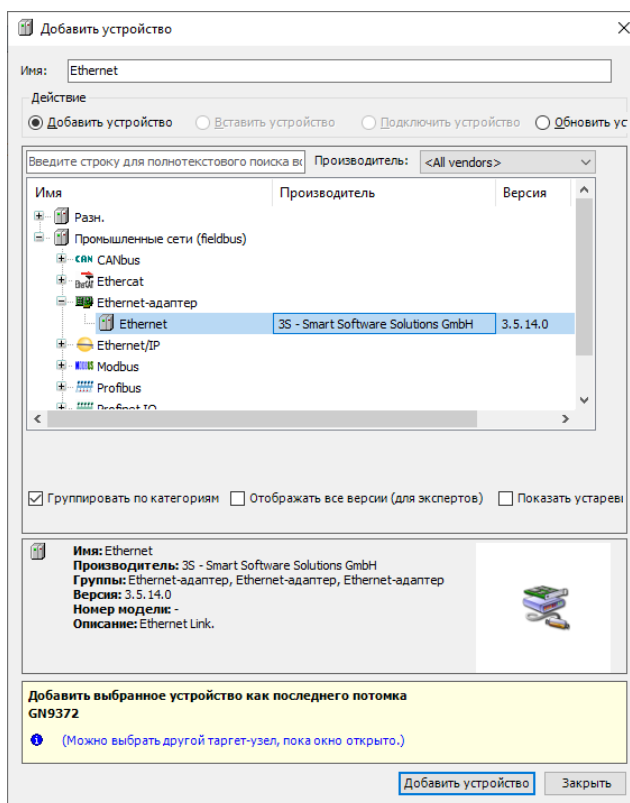 Добавить устройство
Имя: Ethernet
Действие
Добавить устройство Вставить устройство Подключить устройство Обновить ус
Введите строку для полнотекстового поиска вс Производитель: <All vendors>
Имя Производитель Версия
Разн.
Промышленные сети (fieldbus)
CAN CANbus
Ethercat
Ethernet-адаптер
Ethernet 3S - Smart Software Solutions GmbH 3.5.14.0
Ethernet/IP
Modbus
Profibus
Profinet IO
Группировать по категориям Отображать все версии (для экспертов) Показать устареви
Имя: Ethernet
Производитель: 3S - Smart Software Solutions GmbH
Группы: Ethernet-адаптер, Ethernet-адаптер, Ethernet-адаптер
Версия: 3.5.14.0
Номер модели: -
Описание: Ethernet Link.
Добавить выбранное устройство как последнего потомка
GN9372
(Можно выбрать другой таргет-узел, пока окно открыто.)
Добавить устройство Закрыть